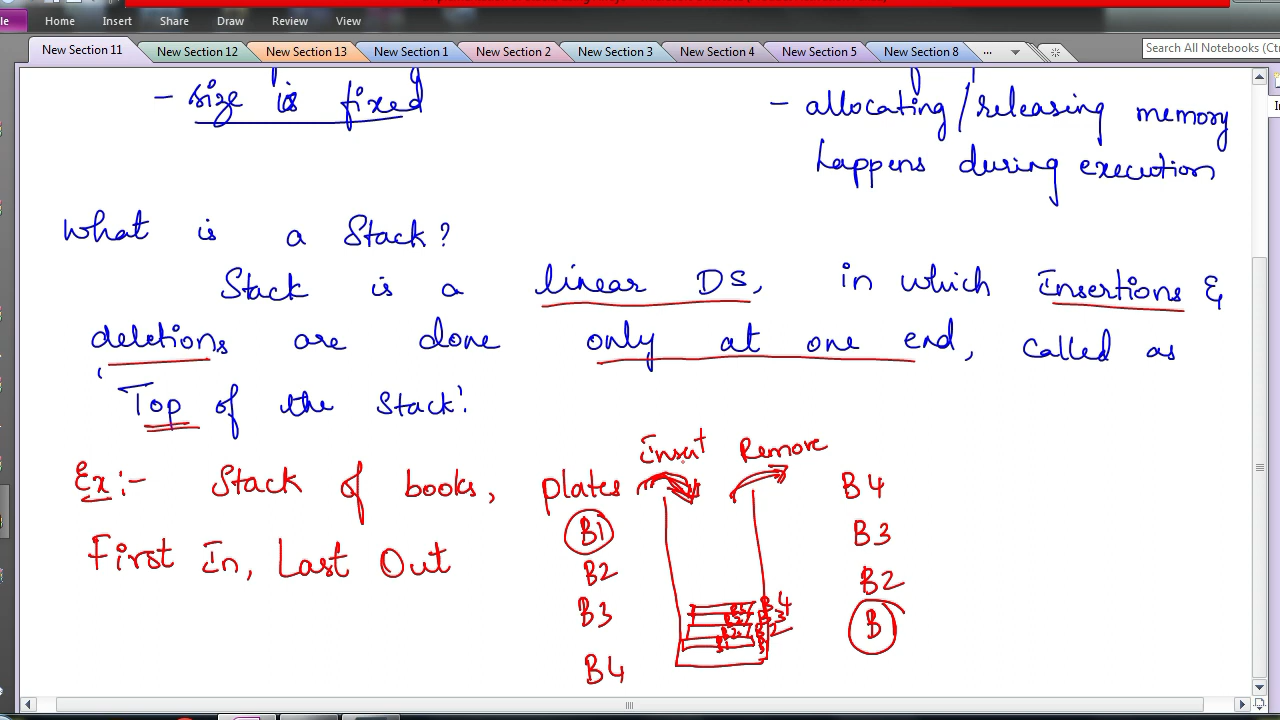 Home Insert Share Draw Review View
New Section 11 New Section 12 New Section 13 New Section 1 New Section 2 New Section 3 New Section 4 New Section 5 New Section 8 ... Search All Notebooks
- size is fixed
- allocating/releasing memory
happens during execution
What is a Stack?
Stack is a linear DS, in which Insertions &
deletions are done only at one end, called as
'Top of the Stack'.
Ex:- Stack of books, plates
First In, Last Out
Insert Remove
B1
B2
B3
B4
B4
B3
B2
B1
B4
B3
B2
B